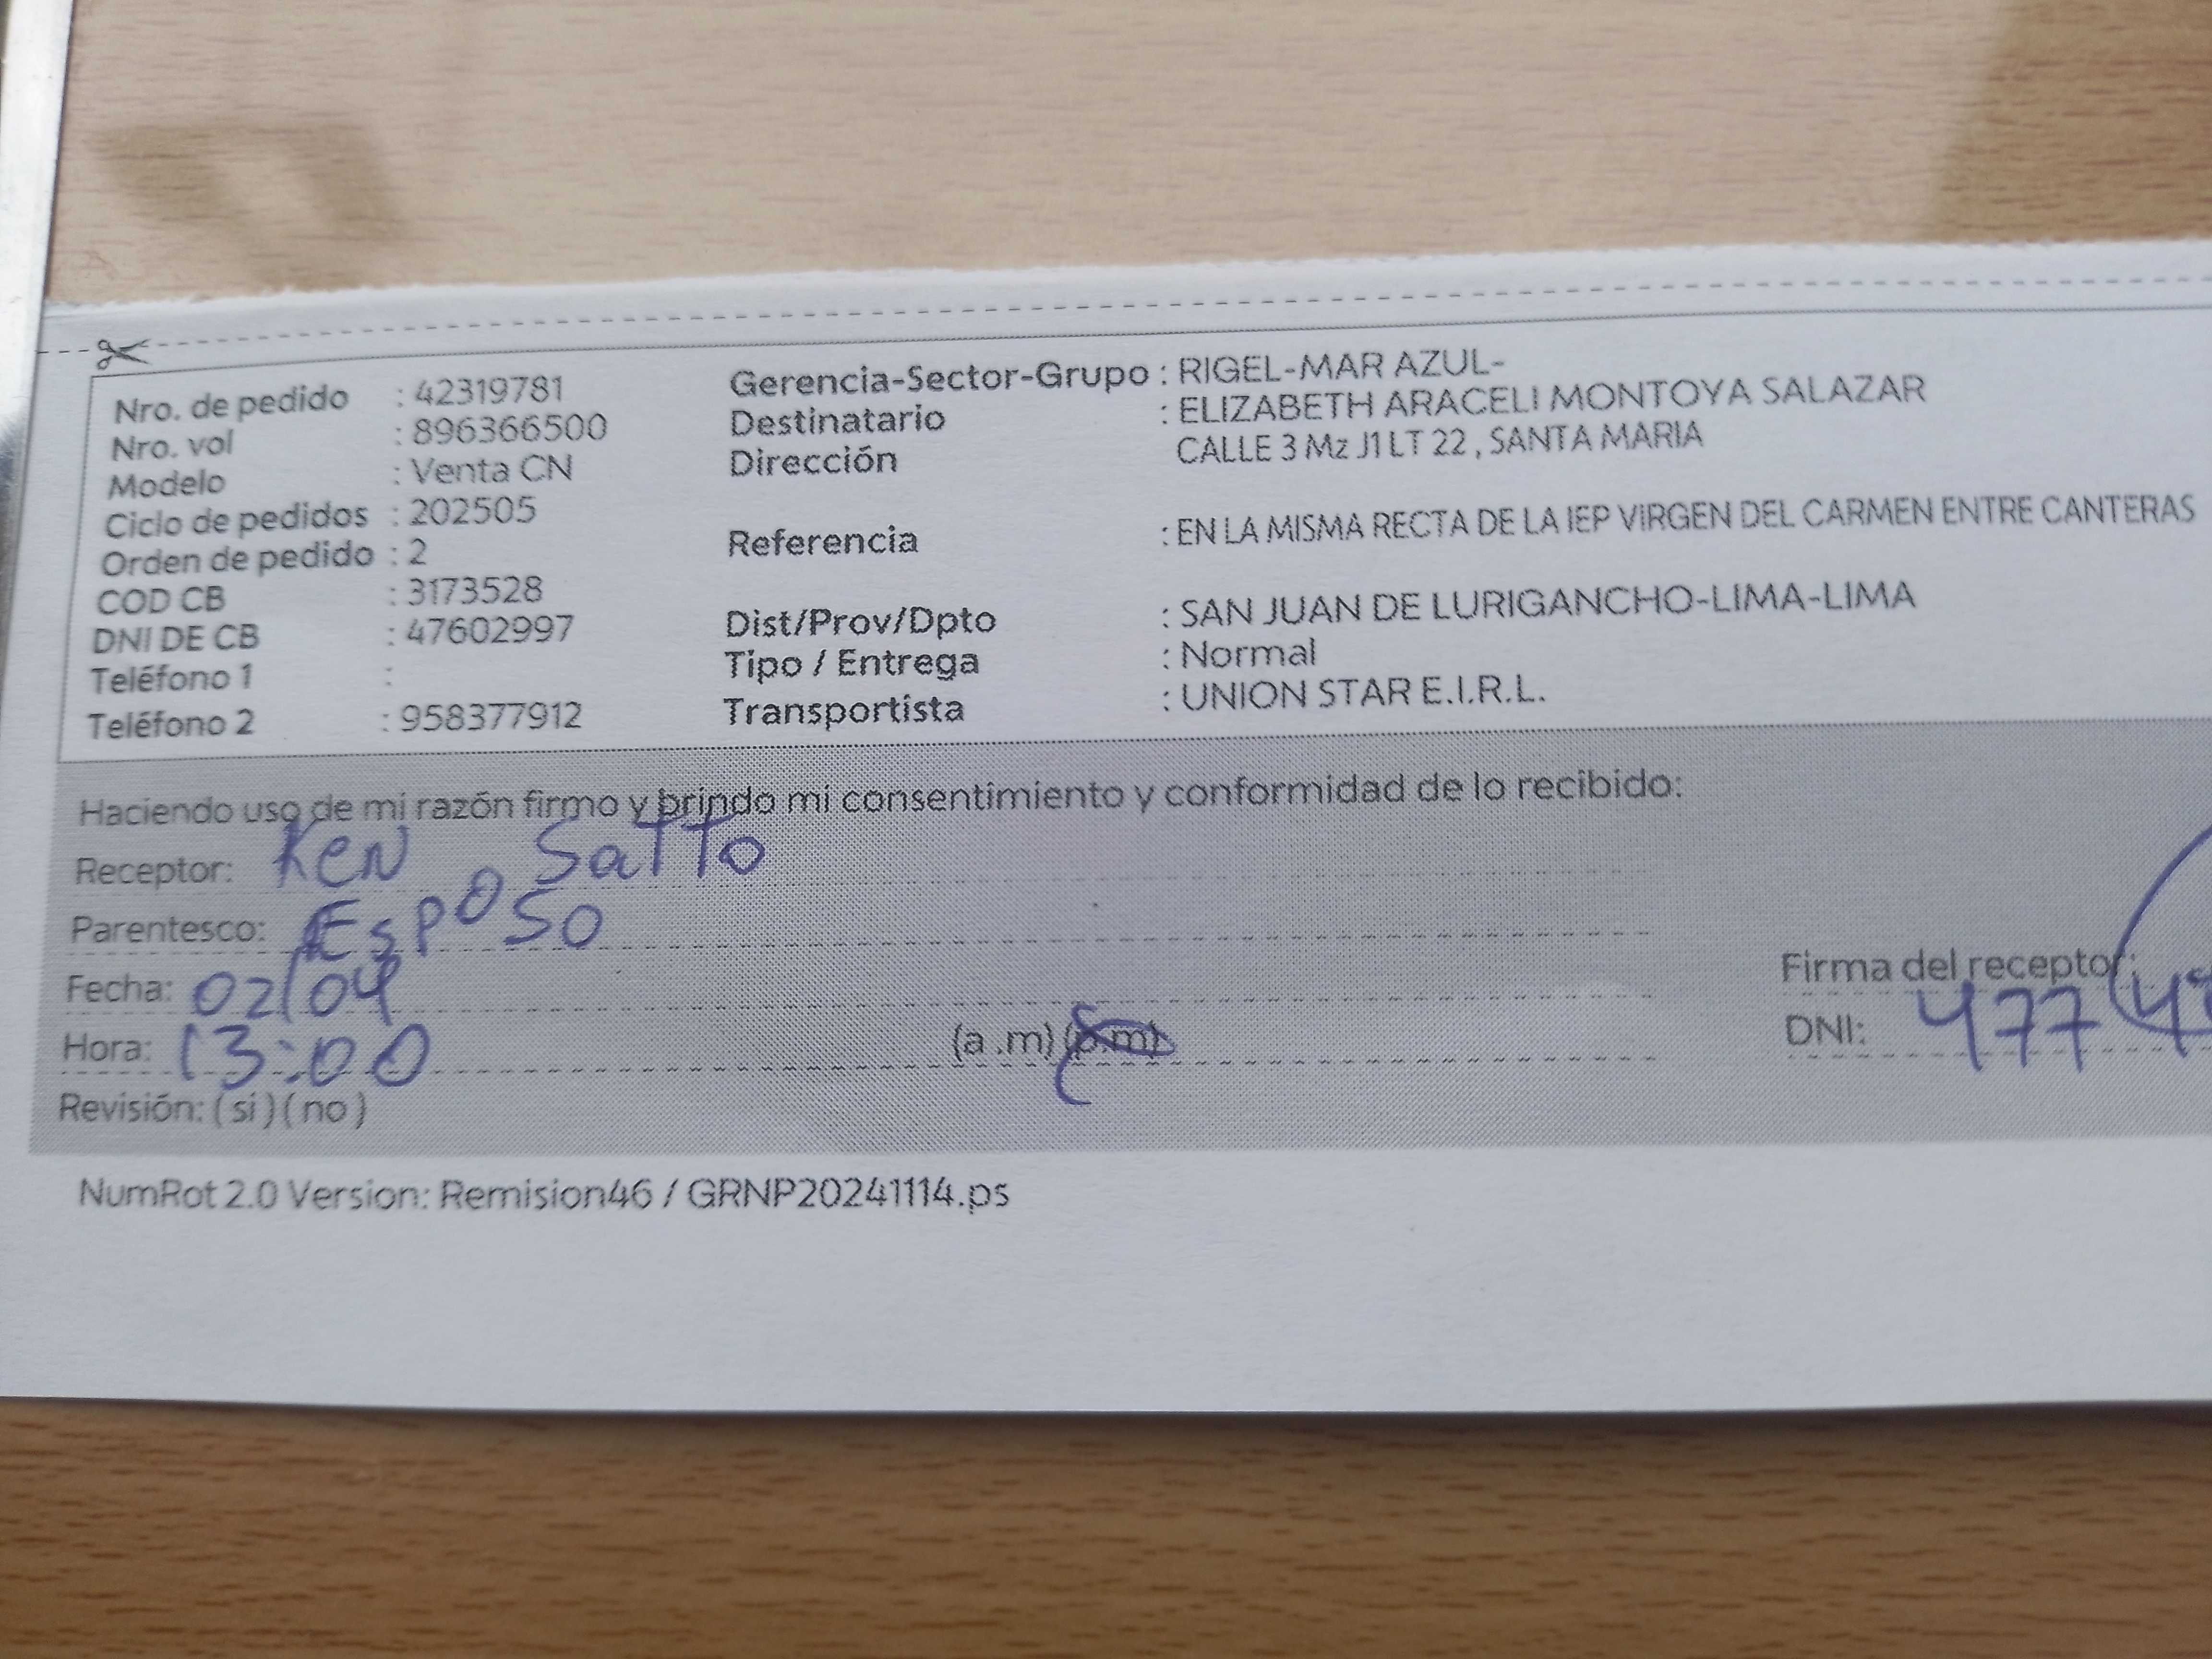 Nro. de pedido : 42319781
Nro. vol : 896366500
Modelo : Venta CN
Ciclo de pedidos : 202505
Orden de pedido : 2
COD CB : 3173528
DNI DE CB : 47602997
Teléfono 1 :
Teléfono 2 : 958377912
Gerencia-Sector-Grupo : RIGEL-MAR AZUL-
Destinatario : ELIZABETH ARACELI MONTOYA SALAZAR
Dirección CALLE 3 Mz J1 LT 22 , SANTA MARIA
Referencia : EN LA MISMA RECTA DE LA IEP VIRGEN DEL CARMEN ENTRE CANTERAS
Dist/Prov/Dpto : SAN JUAN DE LURIGANCHO-LIMA-LIMA
Tipo / Entrega : Normal
Transportista : UNION STAR E.I.R.L.
Haciendo uso de mi razón firmo y brindo mi consentimiento y conformidad de lo recibido:
Receptor: Ken Satto
Parentesco: Esposo
Fecha: 02/04
Hora: 13:00 (a .m) (p.m)
Revisión: ( si ) ( no )
Firma del receptor:
DNI: 4774
NumRot 2.0 Version: Remision46 / GRNP20241114.ps